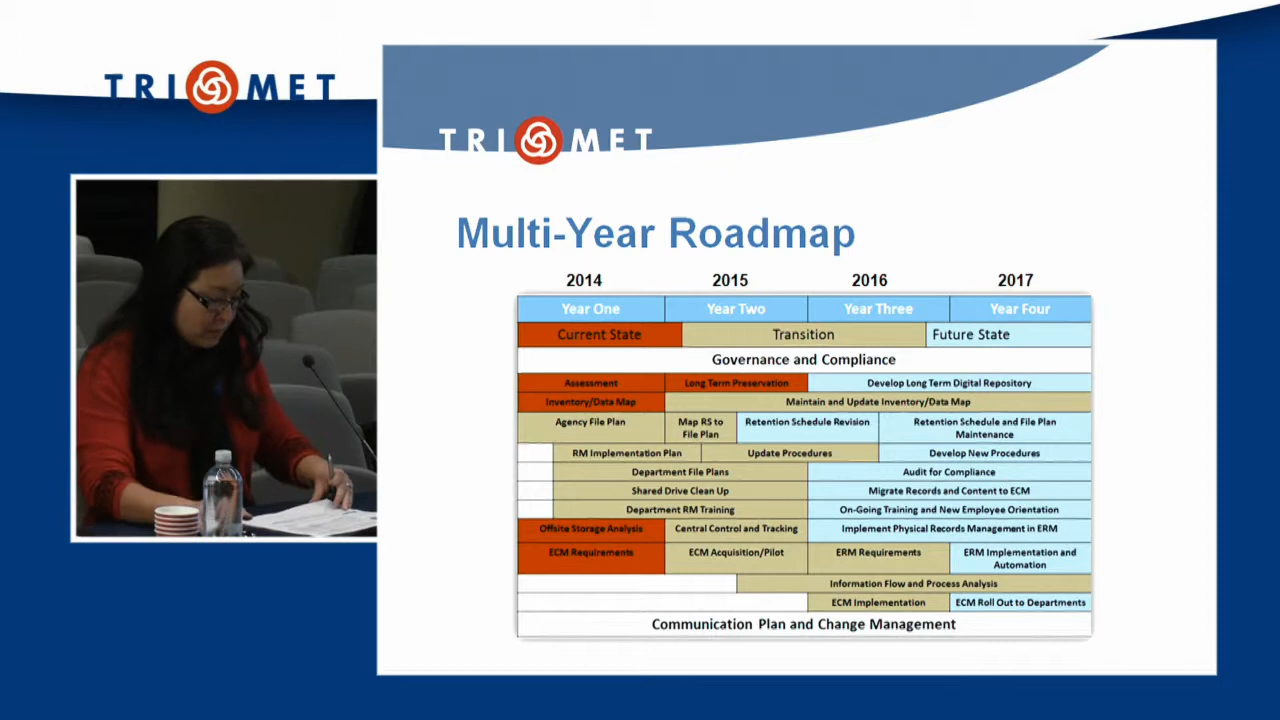 TRI MET
TRI MET
Multi-Year Roadmap
2014 2015 2016 2017
Year One Year Two Year Three Year Four
Current State Transition Future State
Governance and Compliance
Assessment Long Term Preservation Develop Long Term Digital Repository
Inventory/Data Map Maintain and Update Inventory/Data Map
Agency File Plan Map RS to Retention Schedule Revision Retention Schedule and File Plan
File Plan Maintenance
RM Implementation Plan Update Procedures Develop New Procedures
Department File Plans Audit for Compliance
Shared Drive Clean Up Migrate Records and Content to ECM
Department RM Training On-Going Training and New Employee Orientation
Offsite Storage Analysis Central Control and Tracking Implement Physical Records Management in ERM
ECM Requirements ECM Acquisition/Pilot ERM Requirements ERM Implementation and
Automation
Information Flow and Process Analysis
ECM Implementation ECM Roll Out to Departments
Communication Plan and Change Management